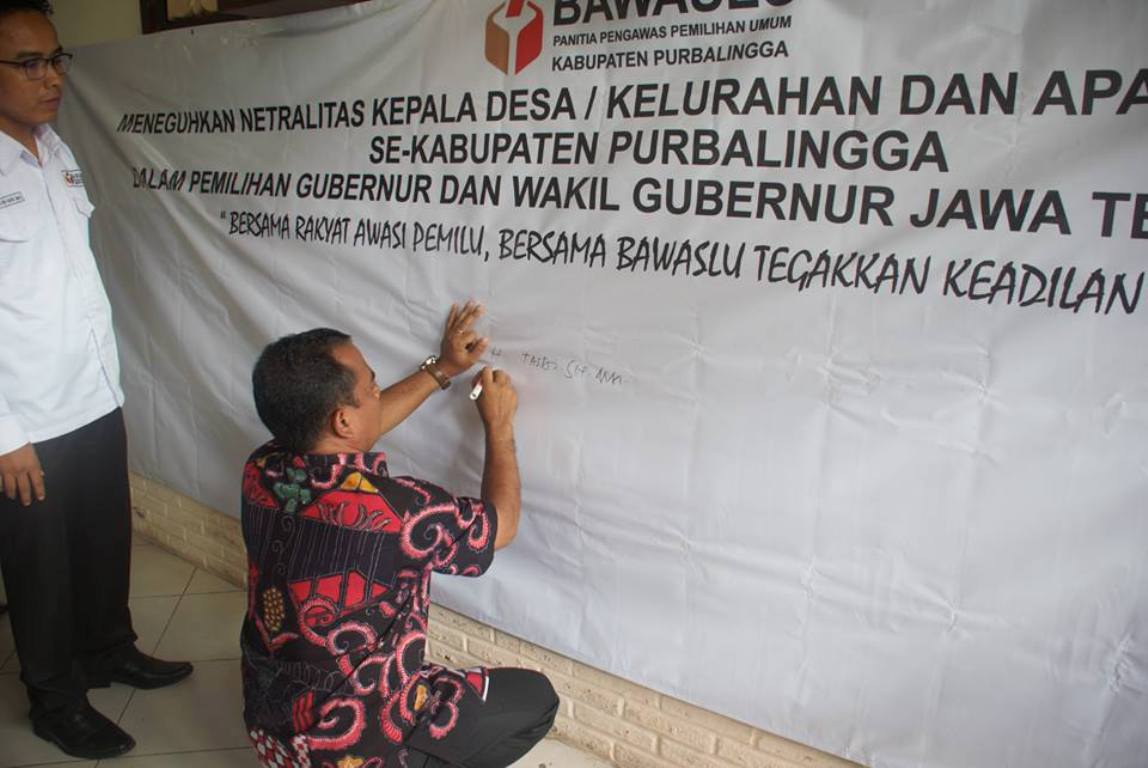 BAWASLU
PANITIA PENGAWAS PEMILIHAN UMUM
KABUPATEN PURBALINGGA
MENEGUHKAN NETRALITAS KEPALA DESA / KELURAHAN DAN APA
SE-KABUPATEN PURBALINGGA
DALAM PEMILIHAN GUBERNUR DAN WAKIL GUBERNUR JAWA TE
“BERSAMA RAKYAT AWASI PEMILU, BERSAMA BAWASLU TEGAKKAN KEADILAN